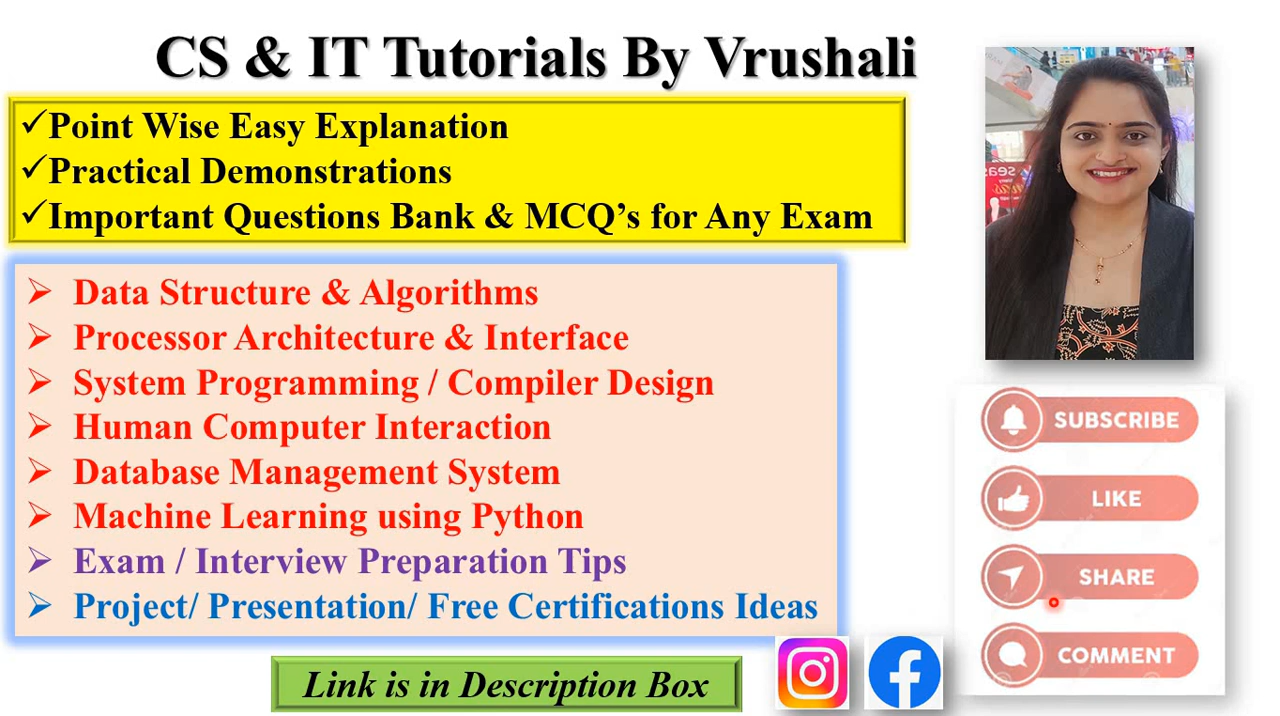 CS & IT Tutorials By Vrushali
✓Point Wise Easy Explanation
✓Practical Demonstrations
✓Important Questions Bank & MCQ’s for Any Exam
➢ Data Structure & Algorithms
➢ Processor Architecture & Interface
➢ System Programming / Compiler Design
➢ Human Computer Interaction
➢ Database Management System
➢ Machine Learning using Python
➢ Exam / Interview Preparation Tips
➢ Project/ Presentation/ Free Certifications Ideas
Link is in Description Box
SUBSCRIBE
LIKE
SHARE
COMMENT